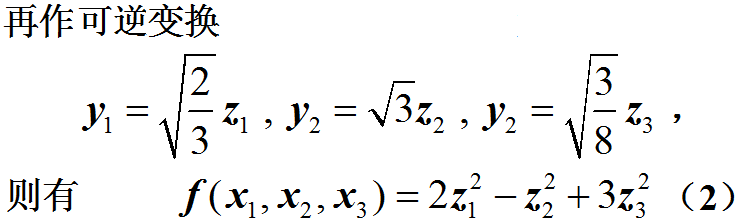 再作可逆变换
y₁ = √(2/3) z₁ , y₂ = √3 z₂ , y₂ = √(3/8) z₃ ，
则有 f(x₁, x₂, x₃) = 2z₁² − z₂² + 3z₃² （2）